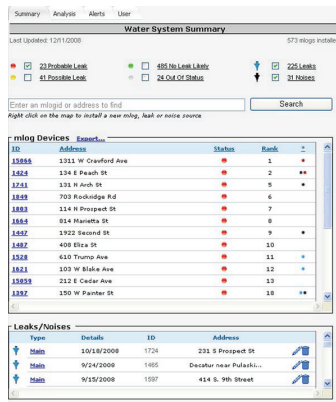 Summary Analysis Alerts User
Water System Summary
Last Updated: 12/11/2008 573 mlogs installe
23 Probable Leak 485 No Leak Likely 225 Leaks
41 Possible Leak 24 Out Of Status 31 Noises
Enter an mlogid or address to find Search
Right click on the map to install a new mlog, leak or noise source
mlog Devices Export...
ID Address Status Rank *
15866 1311 W Crawford Ave 1
1424 134 E Peach St 2
1741 131 N Arch St 5
1849 703 Rockridge Rd 6
1003 114 N Prospect St 7
1664 814 Marietta St 8
1447 1922 Second St 9
1487 408 Eliza St 10
1528 610 Trump Ave 11
1621 103 W Blake Ave 12
15059 212 E Cedar Ave 13
1397 150 W Painter St 18
Leaks/Noises
Type Details ID Address
Main 10/18/2008 1724 231 S Prospect St
Main 9/24/2008 1465 Decatur near Pulaski...
Main 9/15/2008 1597 414 S. 9th Street